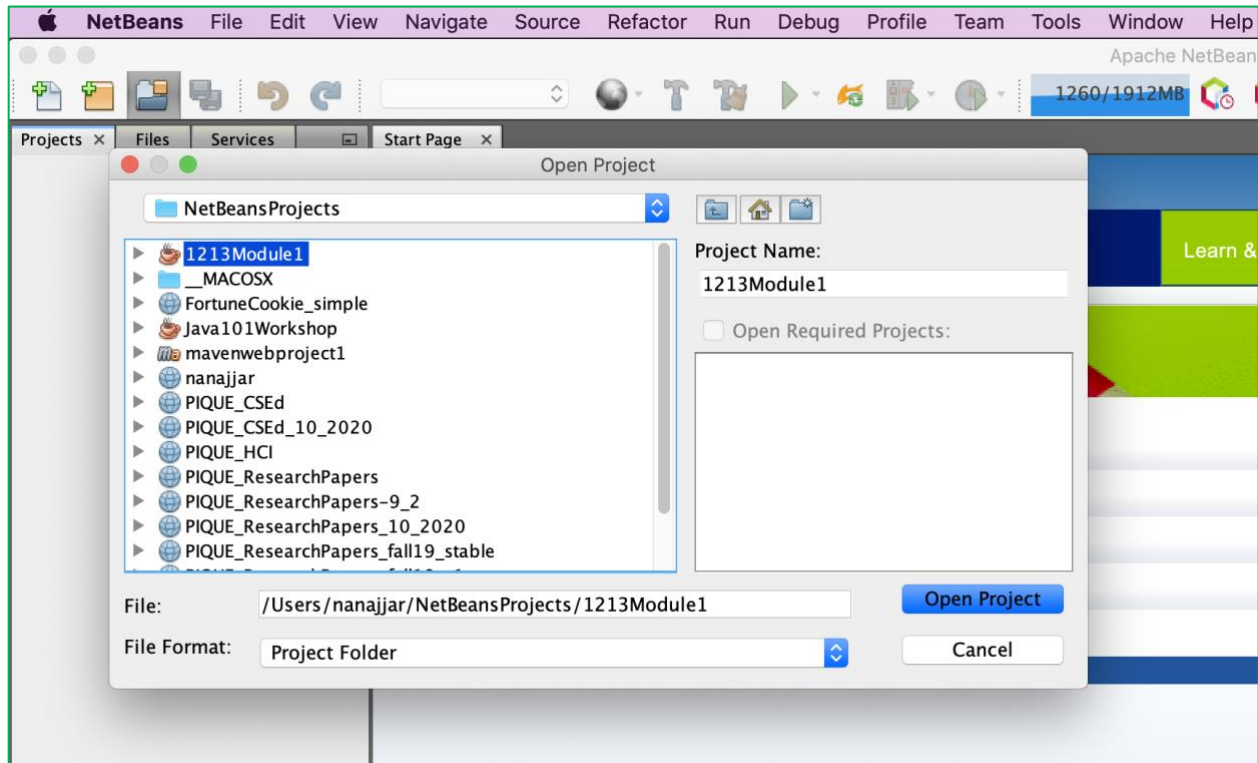 NetBeans File Edit View Navigate Source Refactor Run Debug Profile Team Tools Window Help
Apache NetBean
1260/1912MB
Projects × Files Services Start Page ×
Open Project
NetBeansProjects
1213Module1
__MACOSX
FortuneCookie_simple
Java101Workshop
mavenwebproject1
nanajjar
PIQUE_CSEd
PIQUE_CSEd_10_2020
PIQUE_HCI
PIQUE_ResearchPapers
PIQUE_ResearchPapers-9_2
PIQUE_ResearchPapers_10_2020
PIQUE_ResearchPapers_fall19_stable
Project Name:
1213Module1
Open Required Projects:
Learn &
File: /Users/nanajjar/NetBeansProjects/1213Module1
Open Project
File Format: Project Folder
Cancel